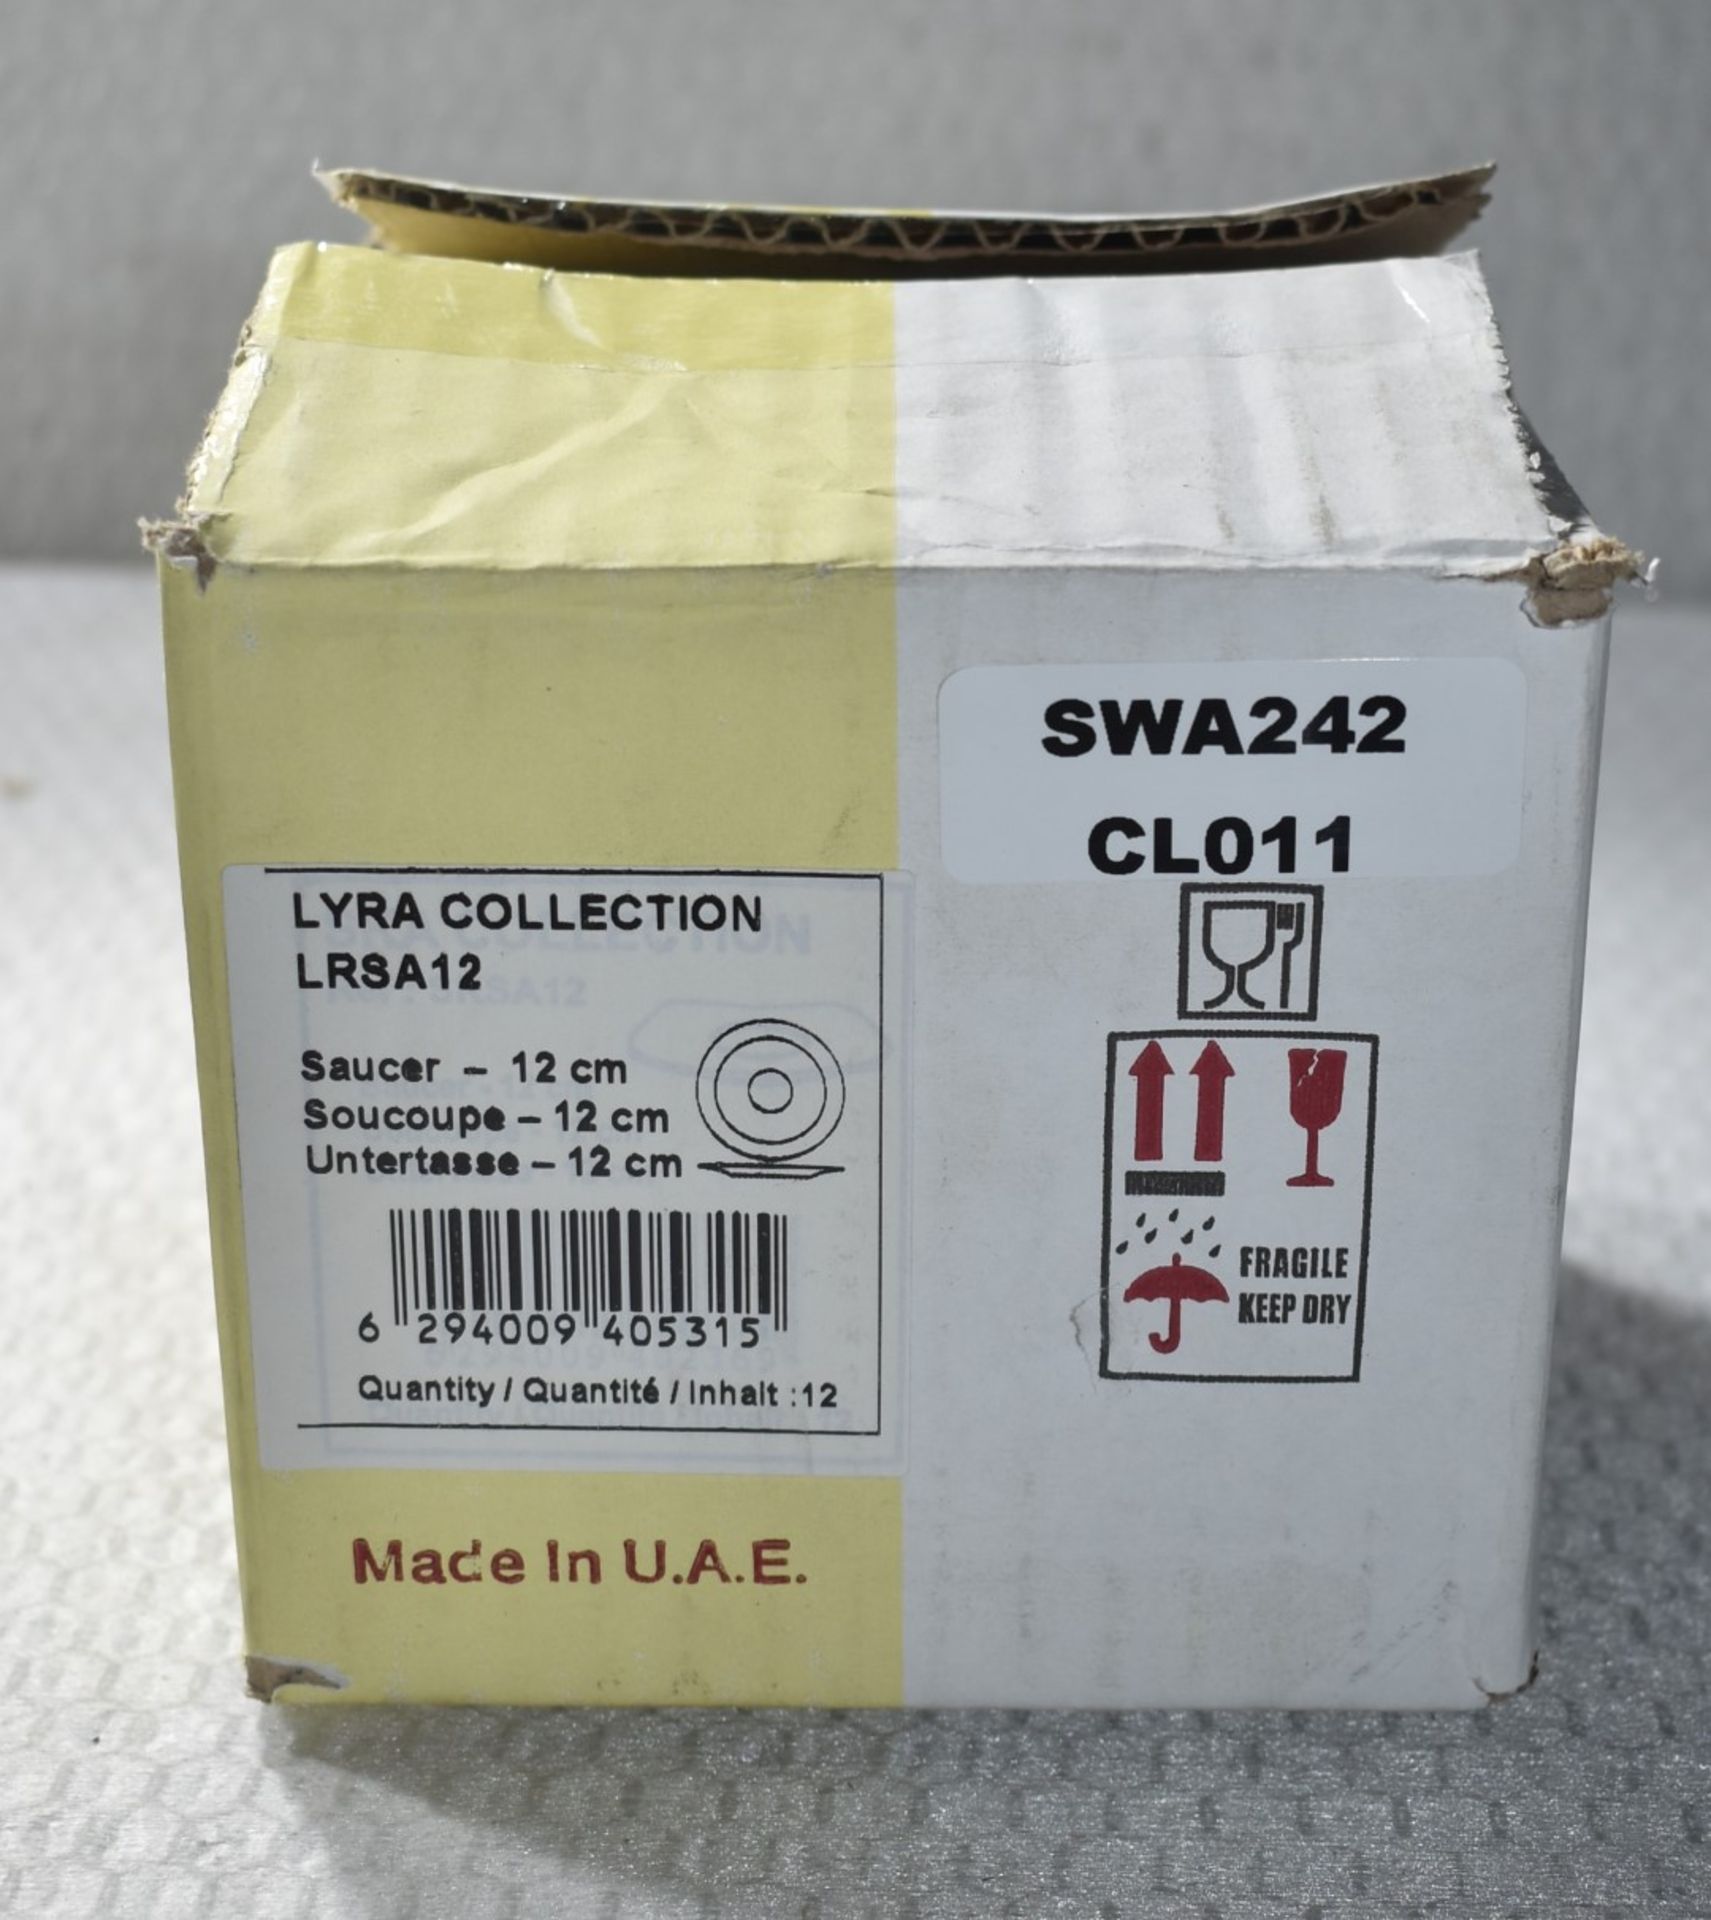 SWA242
CL011
LYRA COLLECTION
LRSA12
Saucer – 12 cm
Soucoupe – 12 cm
Untertasse – 12 cm
6 294009 405315
Quantity / Quantité / Inhalt :12
FRAGILE
KEEP DRY
Made In U.A.E.